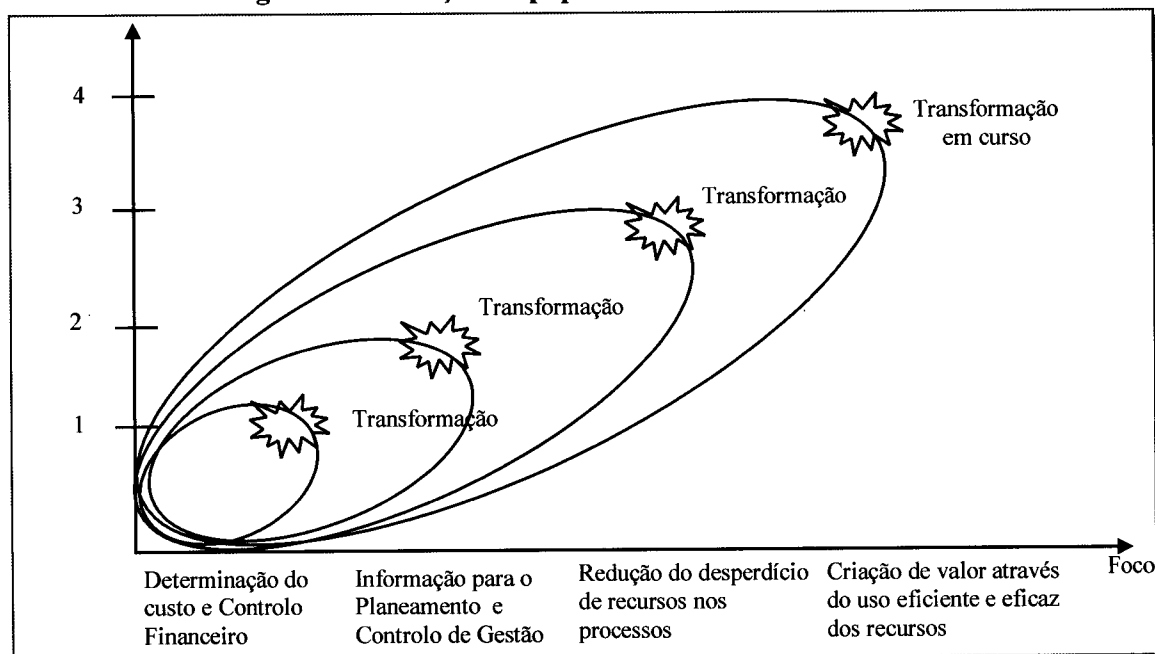 4
Transformação
em curso
3
Transformação
2
Transformação
1
Transformação
Foco
Determinação do
custo e Controlo
Financeiro
Informação para o
Planeamento e
Controlo de Gestão
Redução do desperdício
de recursos nos
processos
Criação de valor através
do uso eficiente e eficaz
dos recursos